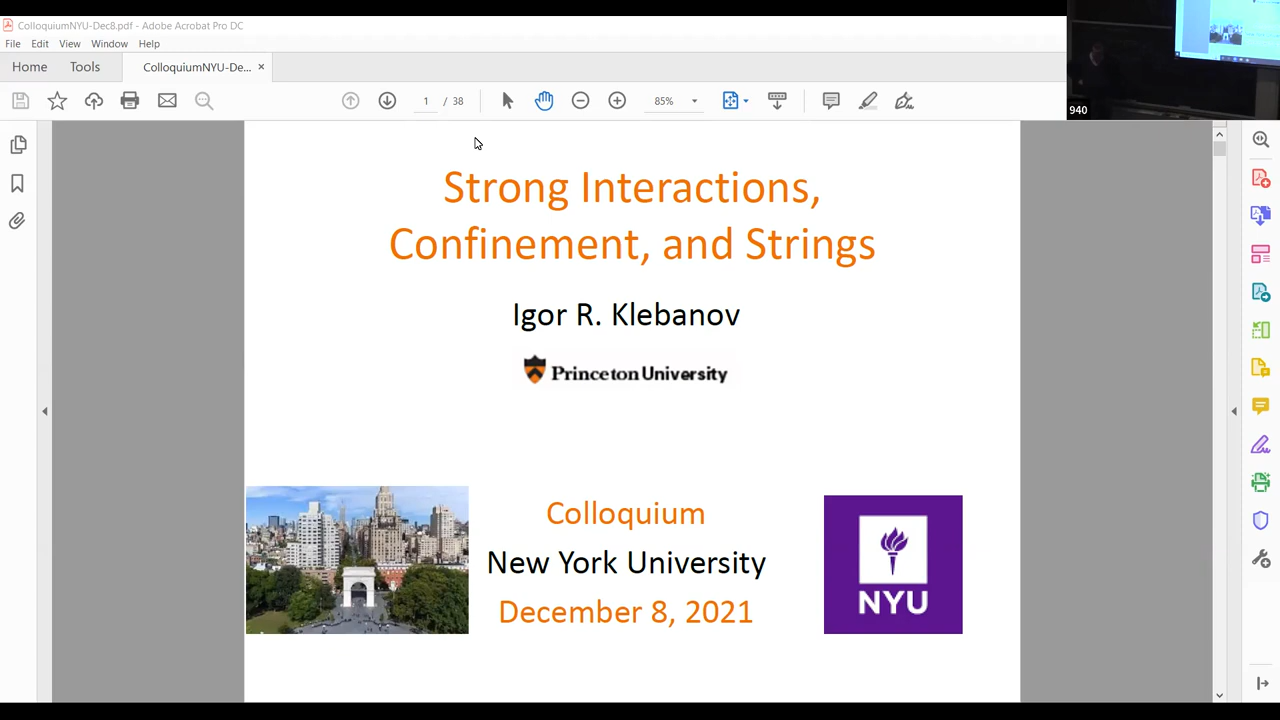 ColloquiumNYU-Dec8.pdf - Adobe Acrobat Pro DC
File Edit View Window Help
Home Tools ColloquiumNYU-De... ×
1 / 38 85%
940
Strong Interactions,
Confinement, and Strings
Igor R. Klebanov
Princeton University
Colloquium
New York University
December 8, 2021
NYU